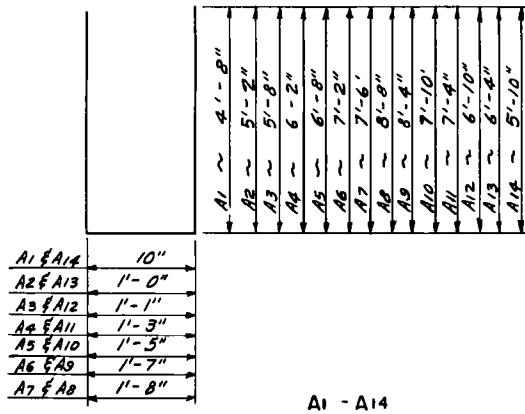 A1 ~ 4'-8"
A2 ~ 5'-2"
A3 ~ 5'-8"
A4 ~ 6-2"
A5 ~ 6'-8"
A6 ~ 7'-2"
A7 ~ 7'-6'
A8 ~ 8'-8"
A9 ~ 8'-4"
A10 ~ 7'-10'
A11 ~ 7'-4"
A12 ~ 6'-10"
A13 ~ 6'-4"
A14 ~ 5'-10"
A1 & A14 10"
A2 & A13 1'-0"
A3 & A12 1'-1"
A4 & A11 1'-3"
A5 & A10 1'-5"
A6 & A9 1'-7"
A7 & A8 1'-8"
A1 - A14